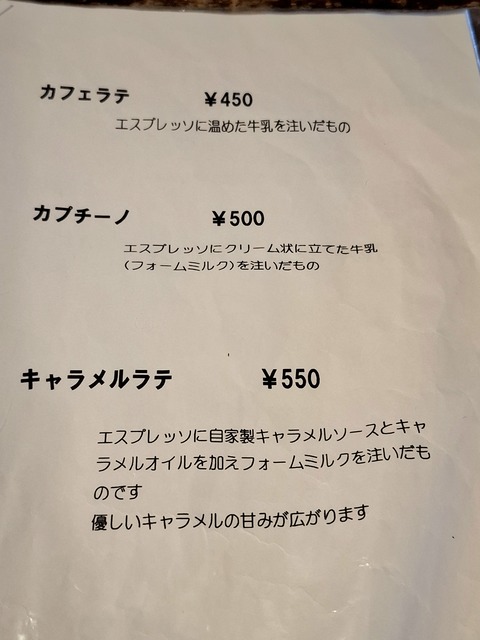 カフェラテ ¥450
エスプレッソに温めた牛乳を注いだもの
カプチーノ ¥500
エスプレッソにクリーム状に立てた牛乳
(フォームミルク)を注いだもの
キャラメルラテ ¥550
エスプレッソに自家製キャラメルソースとキャ
ラメルオイルを加えフォームミルクを注いだも
のです
優しいキャラメルの甘みが広がります